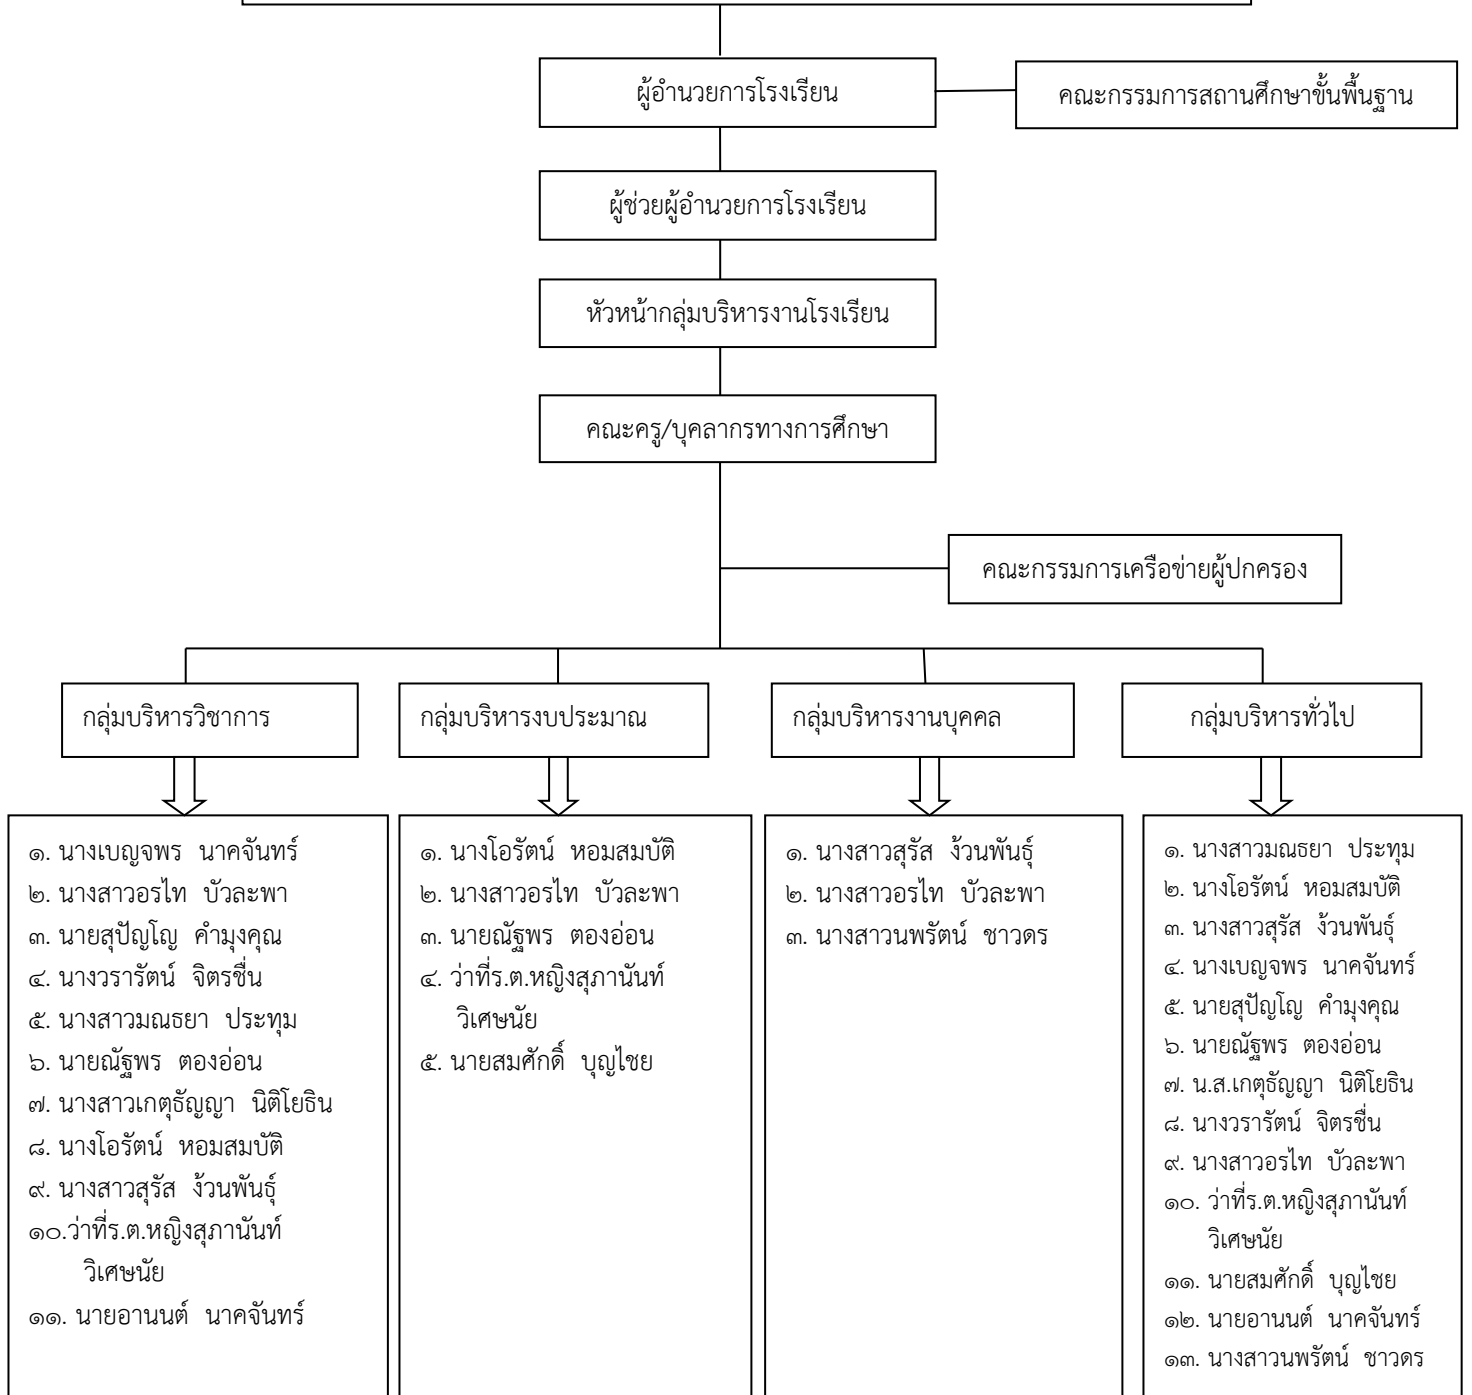 ผู้อำนวยการโรงเรียน
คณะกรรมการสถานศึกษาขั้นพื้นฐาน
ผู้ช่วยผู้อำนวยการโรงเรียน
หัวหน้ากลุ่มบริหารงานโรงเรียน
คณะครู/บุคลากรทางการศึกษา
คณะกรรมการเครือข่ายผู้ปกครอง
กลุ่มบริหารวิชาการ
กลุ่มบริหารงบประมาณ
กลุ่มบริหารงานบุคคล
กลุ่มบริหารทั่วไป
๑. นางเบญจพร นาคจันทร์
๒. นางสาวอรไท บัวละพา
๓. นายสุปัญโญ คำมุงคุณ
๔. นางวรารัตน์ จิตรชื่น
๕. นางสาวมณธยา ประทุม
๖. นายณัฐพร ตองอ่อน
๗. นางสาวเกตุธัญญา นิติโยธิน
๘. นางโอรัตน์ หอมสมบัติ
๙. นางสาวสุรัส ง้วนพันธุ์
๑๐.ว่าที่ร.ต.หญิงสุภานันท์
วิเศษนัย
๑๑. นายอานนต์ นาคจันทร์
๑. นางโอรัตน์ หอมสมบัติ
๒. นางสาวอรไท บัวละพา
๓. นายณัฐพร ตองอ่อน
๔. ว่าที่ร.ต.หญิงสุภานันท์
วิเศษนัย
๕. นายสมศักดิ์ บุญไชย
๑. นางสาวสุรัส ง้วนพันธุ์
๒. นางสาวอรไท บัวละพา
๓. นางสาวนพรัตน์ ชาวดร
๑. นางสาวมณธยา ประทุม
๒. นางโอรัตน์ หอมสมบัติ
๓. นางสาวสุรัส ง้วนพันธุ์
๔. นางเบญจพร นาคจันทร์
๕. นายสุปัญโญ คำมุงคุณ
๖. นายณัฐพร ตองอ่อน
๗. น.ส.เกตุธัญญา นิติโยธิน
๘. นางวรารัตน์ จิตรชื่น
๙. นางสาวอรไท บัวละพา
๑๐. ว่าที่ร.ต.หญิงสุภานันท์
วิเศษนัย
๑๑. นายสมศักดิ์ บุญไชย
๑๒. นายอานนต์ นาคจันทร์
๑๓. นางสาวนพรัตน์ ชาวดร